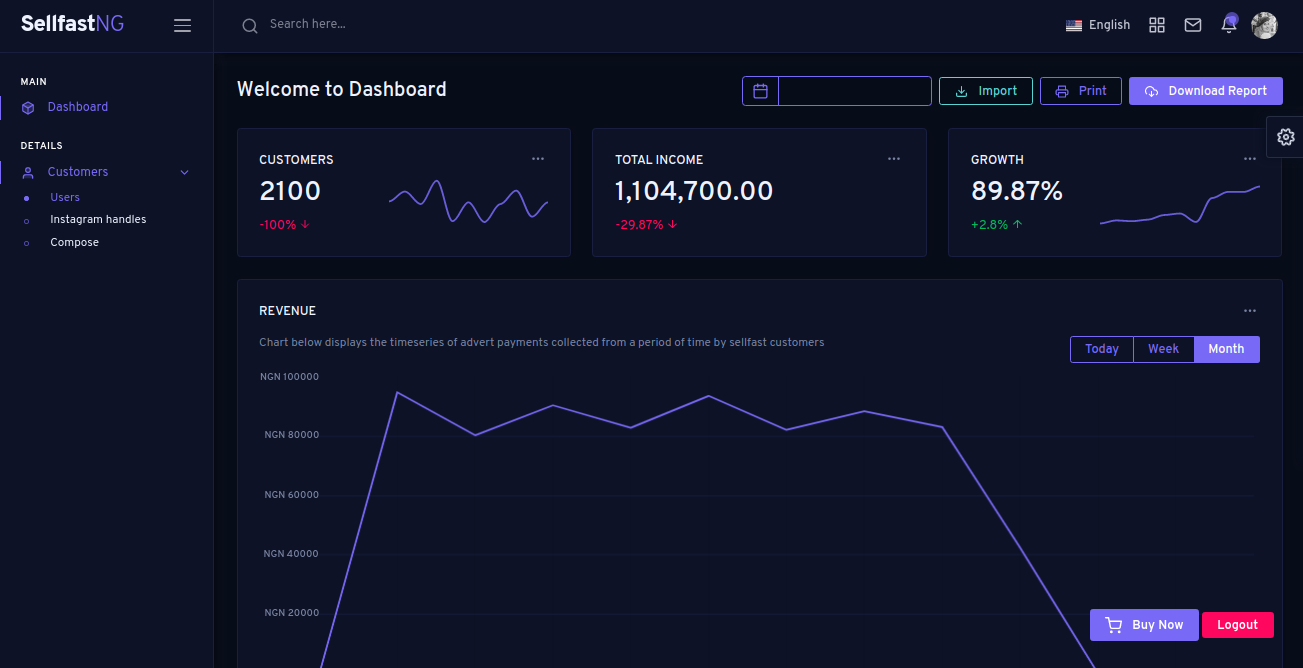 SellfastNG
Search here...
English
MAIN
Dashboard
DETAILS
Customers
Users
Instagram handles
Compose
Welcome to Dashboard
Import
Print
Download Report
CUSTOMERS
2100
-100%
TOTAL INCOME
1,104,700.00
-29.87%
GROWTH
89.87%
+2.8%
REVENUE
Chart below displays the timeseries of advert payments collected from a period of time by sellfast customers
Today Week Month
NGN 100000
NGN 80000
NGN 60000
NGN 40000
NGN 20000
Buy Now
Logout